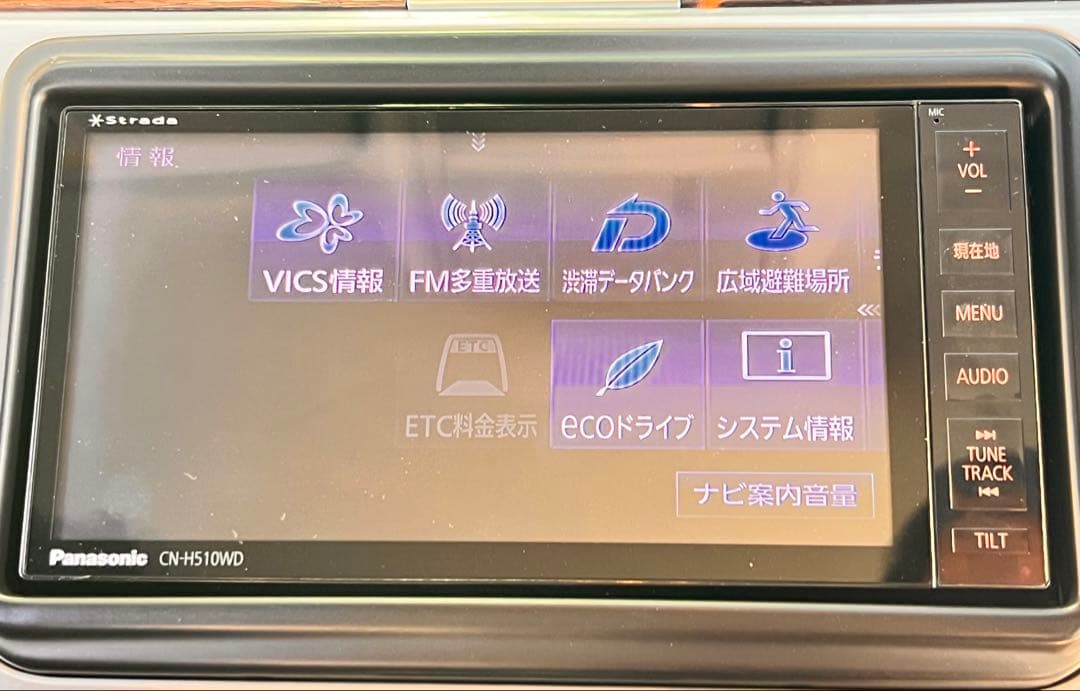 Strada
MIC
情報
VICS情報
FM多重放送
渋滞データバンク
広域避難場所
ETC
ETC料金表示
i
ecoドライブ
システム情報
ナビ案内音量
Panasonic CN-H510WD
+
VOL
−
現在地
MENU
AUDIO
TUNE
TRACK
TILT